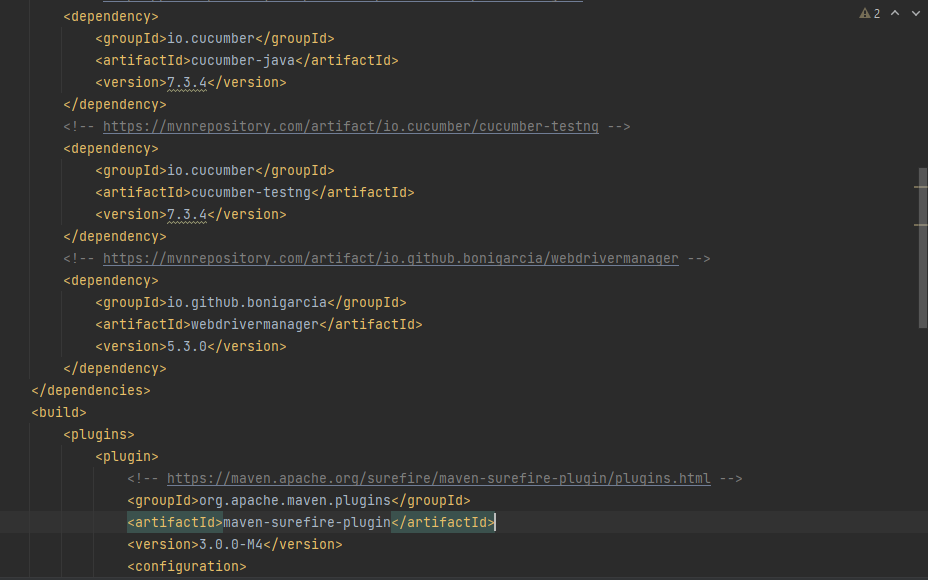 <dependency>
<groupId>io.cucumber</groupId>
<artifactId>cucumber-java</artifactId>
<version>7.3.4</version>
</dependency>
<!-- https://mvnrepository.com/artifact/io.cucumber/cucumber-testng -->
<dependency>
<groupId>io.cucumber</groupId>
<artifactId>cucumber-testng</artifactId>
<version>7.3.4</version>
</dependency>
<!-- https://mvnrepository.com/artifact/io.github.bonigarcia/webdrivermanager -->
<dependency>
<groupId>io.github.bonigarcia</groupId>
<artifactId>webdrivermanager</artifactId>
<version>5.3.0</version>
</dependency>
</dependencies>
<build>
<plugins>
<plugin>
<!-- https://maven.apache.org/surefire/maven-surefire-plugin/plugins.html -->
<groupId>org.apache.maven.plugins</groupId>
<artifactId>maven-surefire-plugin</artifactId>
<version>3.0.0-M4</version>
<configuration>
2